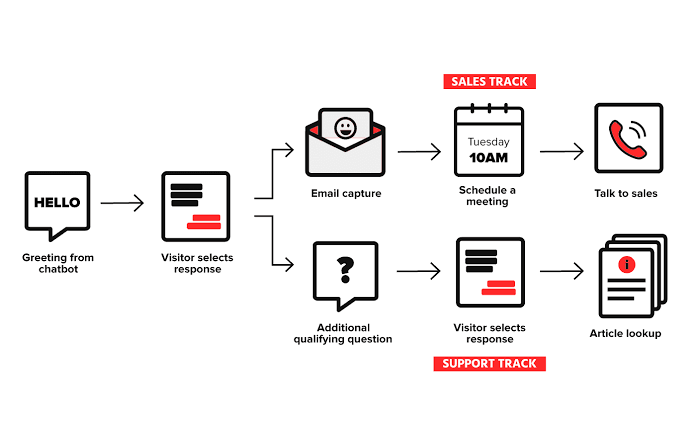 SALES TRACK
Tuesday
10AM
HELLO
Greeting from
chatbot
Visitor selects
response
Email capture
Schedule a
meeting
Talk to sales
?
Additional
qualifying question
Visitor selects
response
i
Article lookup
SUPPORT TRACK